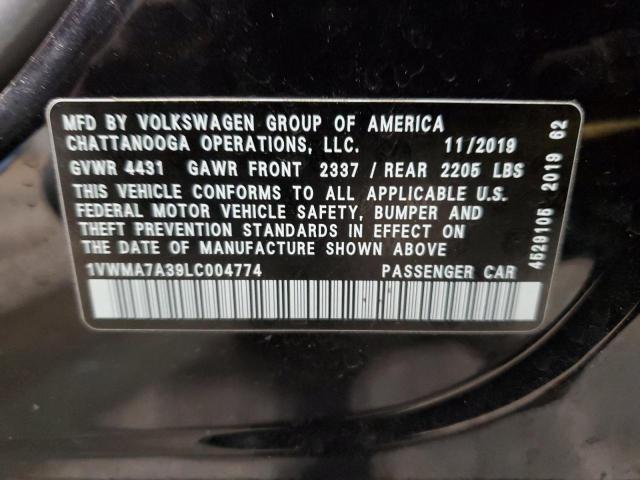 MFD BY VOLKSWAGEN GROUP OF AMERICA
CHATTANOOGA OPERATIONS, LLC. 11/2019
GVWR 4431 GAWR FRONT 2337 / REAR 2205 LBS
THIS VEHICLE CONFORMS TO ALL APPLICABLE U.S.
FEDERAL MOTOR VEHICLE SAFETY, BUMPER AND
THEFT PREVENTION STANDARDS IN EFFECT ON
THE DATE OF MANUFACTURE SHOWN ABOVE
1VWMA7A39LC004774 PASSENGER CAR
4529105 2019 62